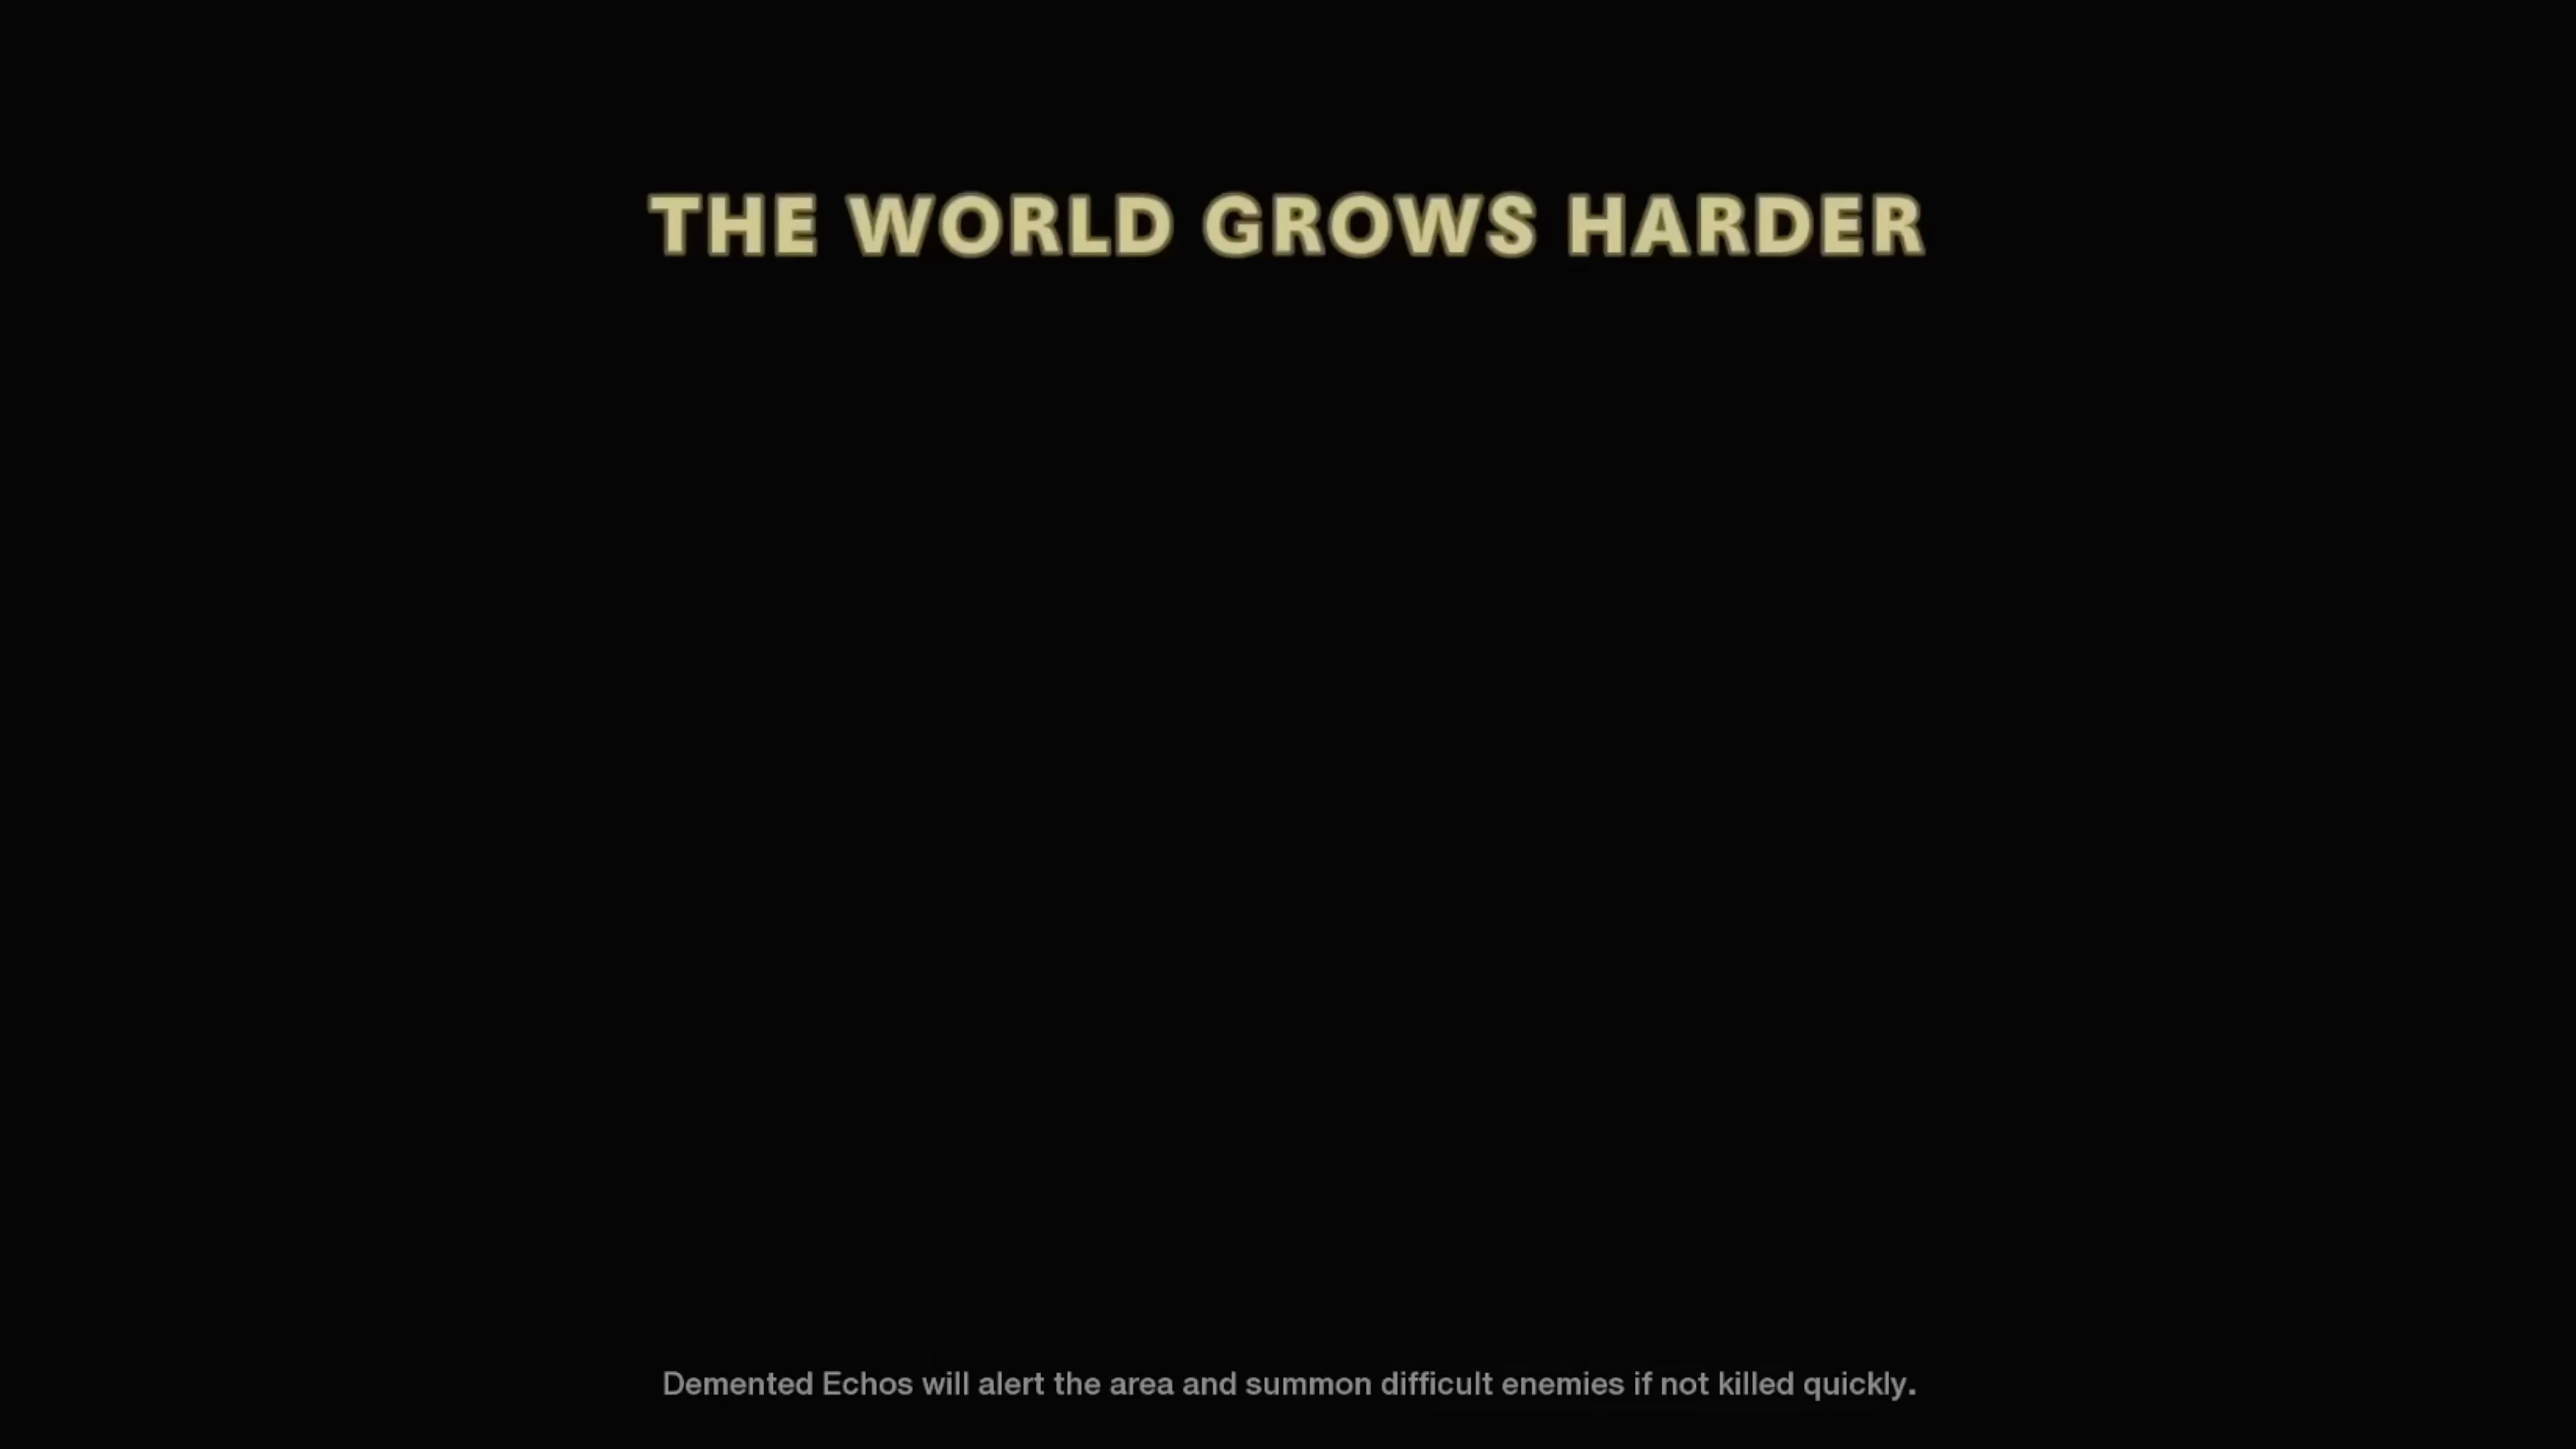 THE WORLD GROWS HARDER
Demented Echos will alert the area and summon difficult enemies if not killed quickly.